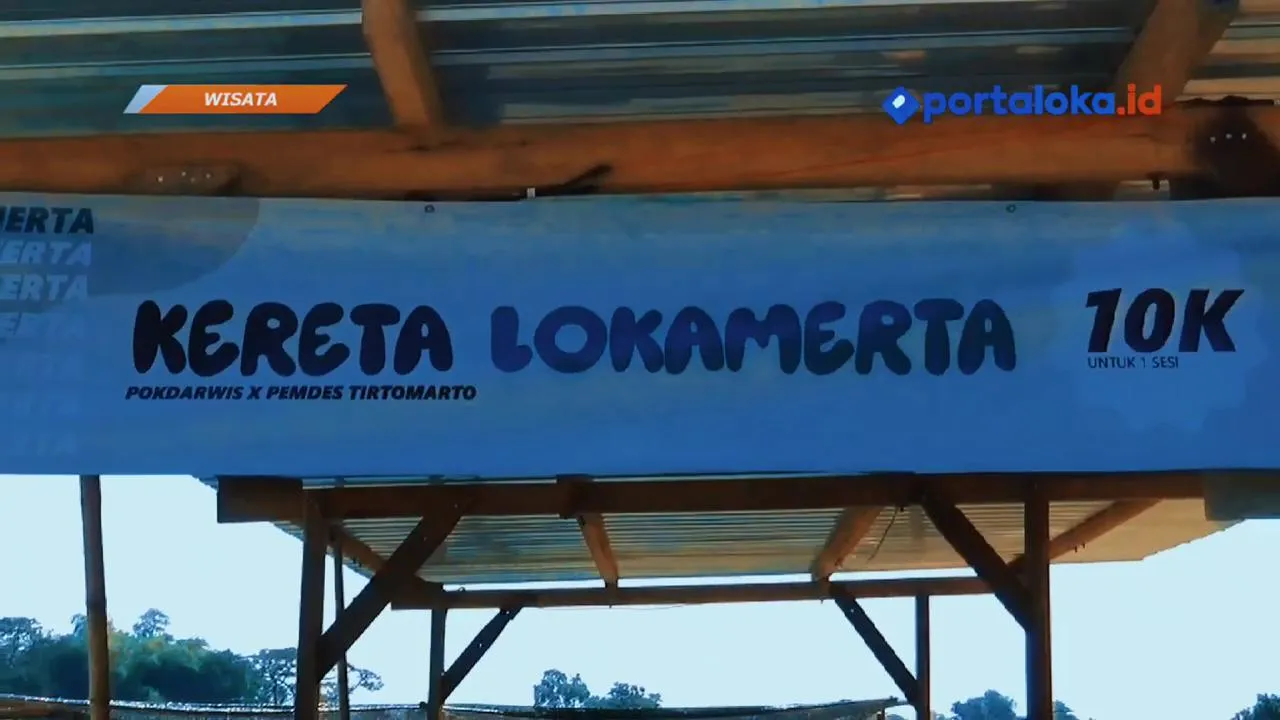 WISATA
portaloka.id
KERETA LOKAMERTA
POKDARWIS X PEMDES TIRTOMARTO
10K
UNTUK 1 SESI